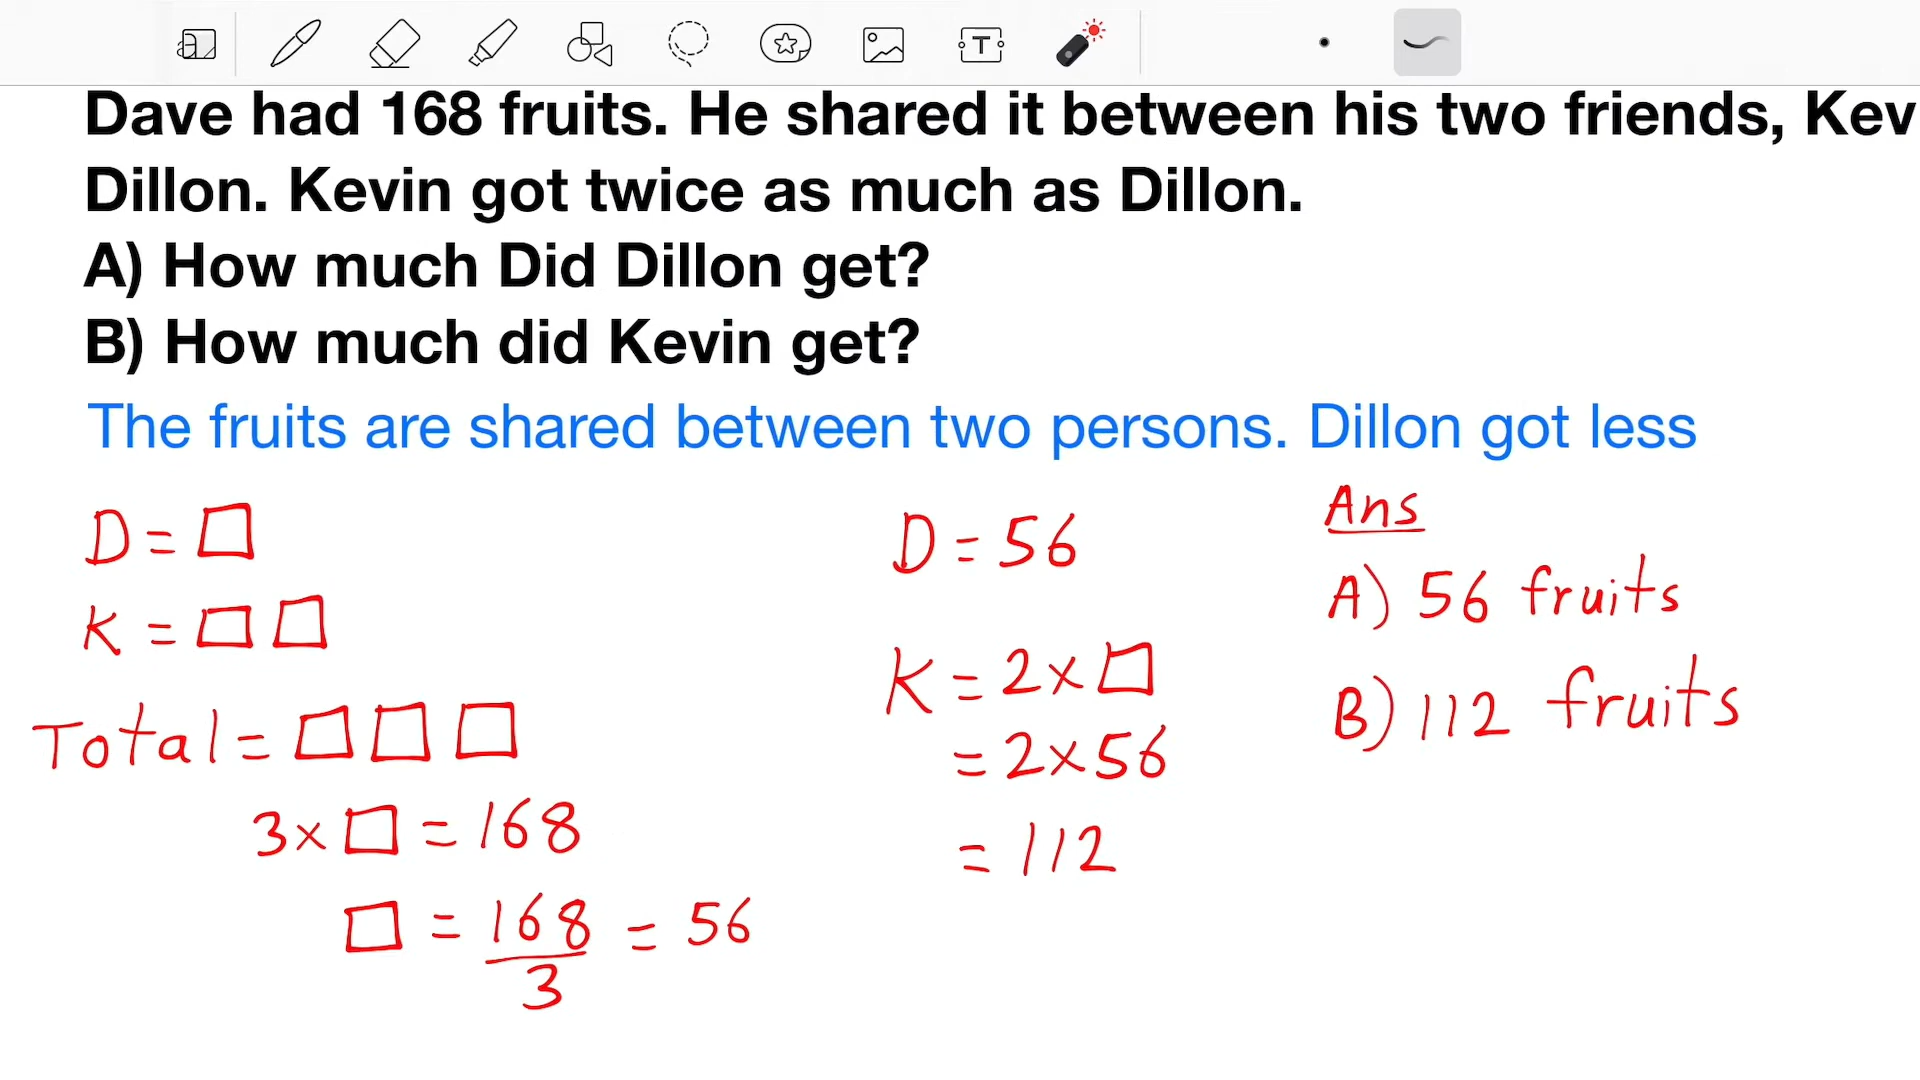 Dave had 168 fruits. He shared it between his two friends, Kev
Dillon. Kevin got twice as much as Dillon.
A) How much Did Dillon get?
B) How much did Kevin get?
The fruits are shared between two persons. Dillon got less
D = □
K = □ □
Total = □ □ □
3 x □ = 168
□ = 168/3 = 56
D = 56
K = 2 x □
= 2 x 56
= 112
Ans
A) 56 fruits
B) 112 fruits